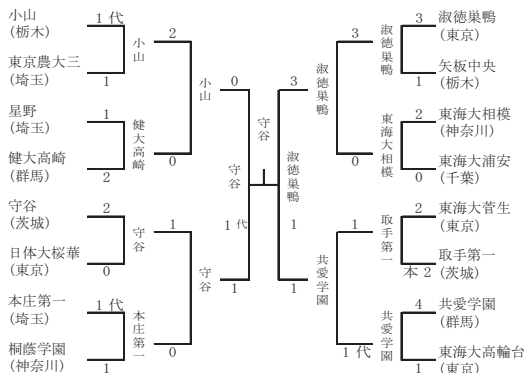 小山
(栃木)
1 代
東京農大三
(埼玉)
1
小山
2
星野
(埼玉)
1
健大高崎
(群馬)
2
健大高崎
0
小山
0
守谷
(茨城)
2
日体大桜華
(東京)
0
守谷
1
本庄第一
(埼玉)
1 代
桐蔭学園
(神奈川)
1
本庄第一
0
守谷
1
守谷
1 代
守谷
淑徳巣鴨
1
淑徳巣鴨
3
共愛学園
1
淑徳巣鴨
3
東海大相模
0
取手第一
1
共愛学園
1 代
3
淑徳巣鴨
(東京)
1
矢板中央
(栃木)
2
東海大相模
(神奈川)
0
東海大浦安
(千葉)
2
東海大菅生
(東京)
本 2
取手第一
(茨城)
4
共愛学園
(群馬)
1
東海大高輪台
(東京)